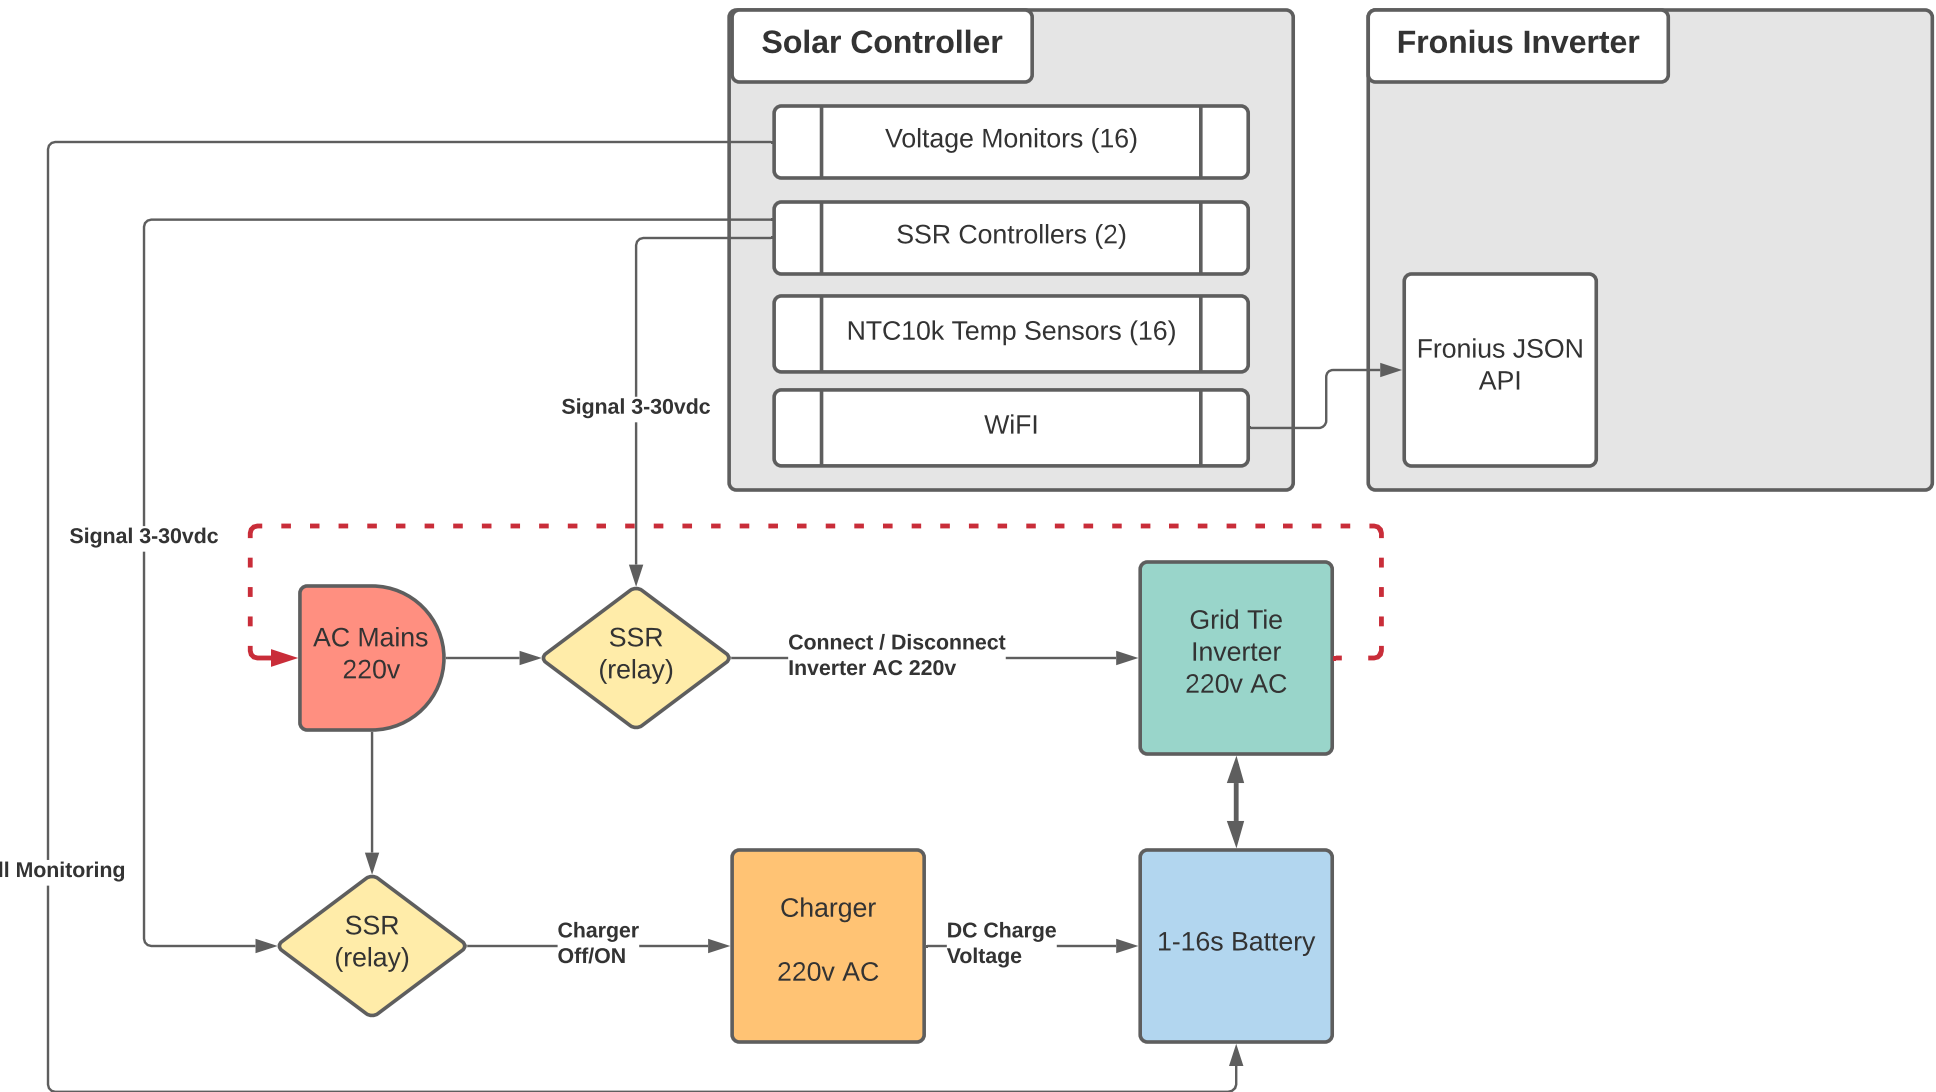 Solar Controller
Fronius Inverter
Voltage Monitors (16)
SSR Controllers (2)
NTC10k Temp Sensors (16)
WiFI
Fronius JSON
API
Signal 3-30vdc
Signal 3-30vdc
AC Mains
220v
SSR
(relay)
Connect / Disconnect
Inverter AC 220v
Grid Tie
Inverter
220v AC
Monitoring
SSR
(relay)
Charger
Off/ON
Charger
220v AC
DC Charge
Voltage
1-16s Battery